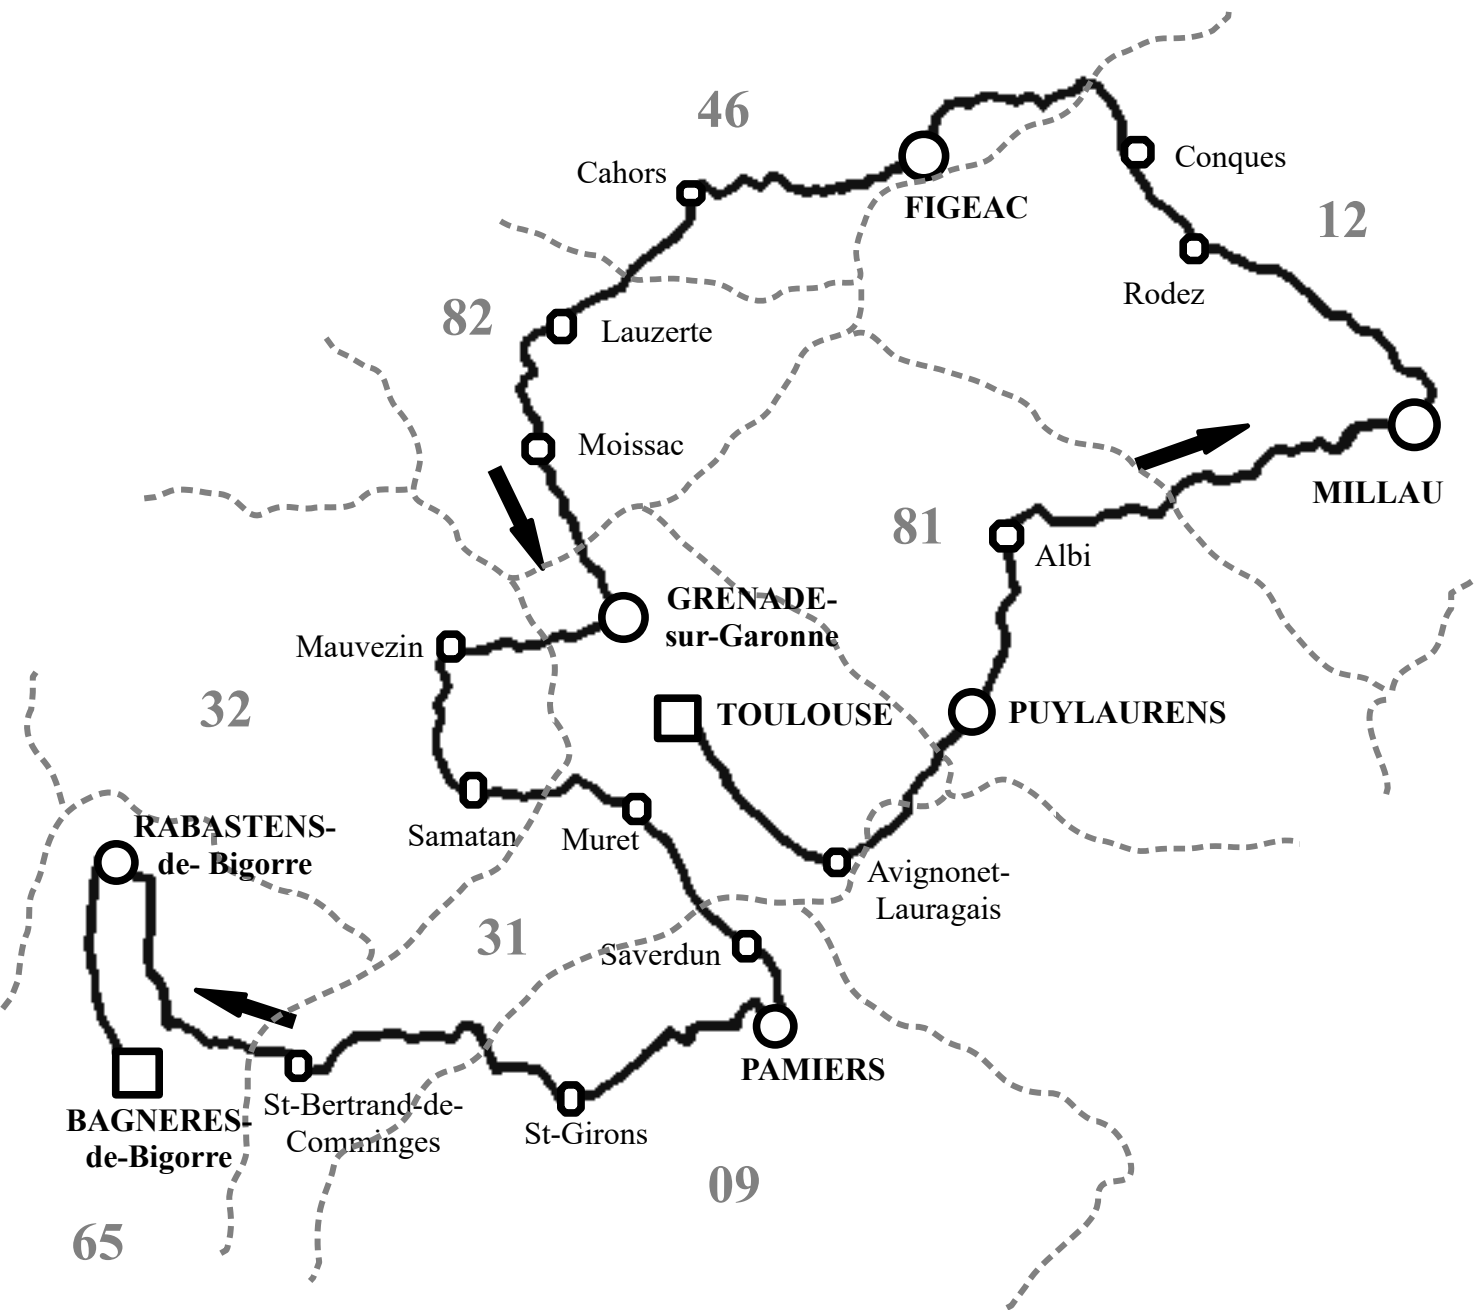 46
Cahors
Conques
FIGEAC
12
Rodez
82
Lauzerte
Moissac
MILLAU
81
Albi
GRENADE-
sur-Garonne
Mauvezin
32
TOULOUSE
PUYLAURENS
RABASTENS-
de- Bigorre
Samatan
Muret
Avignonet-
Lauragais
31
Saverdun
PAMIERS
BAGNERES-
de-Bigorre
St-Bertrand-de-
Comminges
St-Girons
09
65